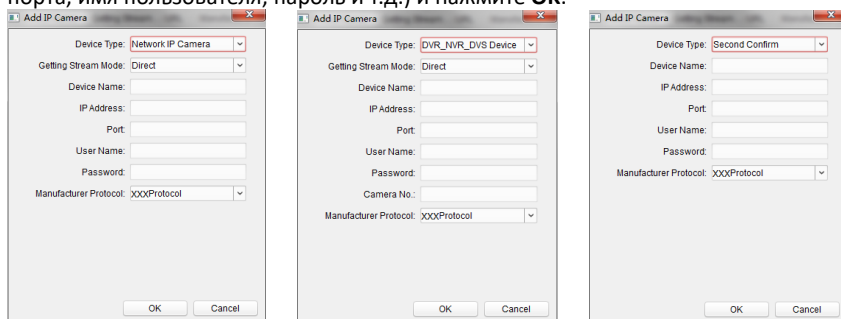 порта, имя пользователя, пароль и т.д.) и нажмите OK.
Add IP Camera
Device Type: Network IP Camera
Getting Stream Mode: Direct
Device Name:
IP Address:
Port:
User Name:
Password:
Manufacturer Protocol: XXXProtocol
OK Cancel
Add IP Camera
Device Type: DVR_NVR_DVS Device
Getting Stream Mode: Direct
Device Name:
IP Address:
Port:
User Name:
Password:
Camera No.:
Manufacturer Protocol: XXXProtocol
OK Cancel
Add IP Camera
Device Type: Second Confirm
Device Name:
IP Address:
Port:
User Name:
Password:
Manufacturer Protocol: XXXProtocol
OK Cancel